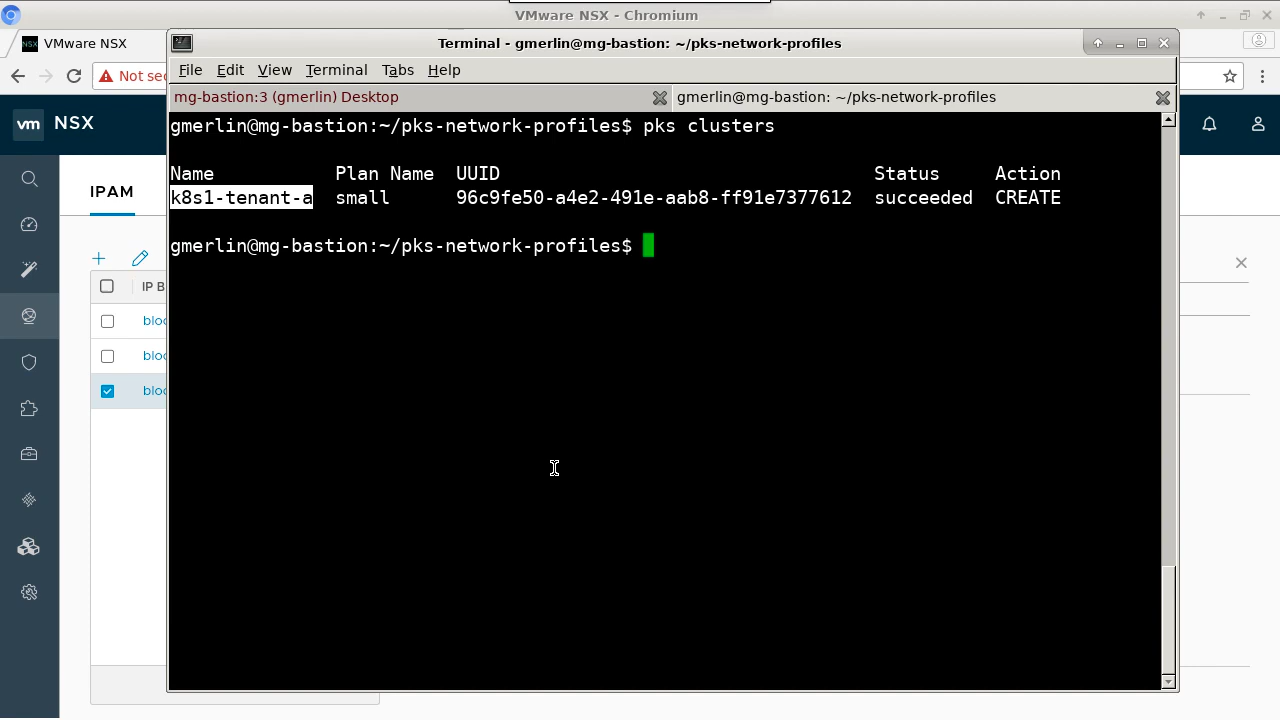 VMware NSX - Chromium
NSX VMware NSX
Terminal - gmerlin@mg-bastion: ~/pks-network-profiles
Not sec
File Edit View Terminal Tabs Help
mg-bastion:3 (gmerlin) Desktop
gmerlin@mg-bastion: ~/pks-network-profiles
vm NSX
gmerlin@mg-bastion:~/pks-network-profiles$ pks clusters
Name Plan Name UUID Status Action
k8s1-tenant-a small 96c9fe50-a4e2-491e-aab8-ff91e7377612 succeeded CREATE
gmerlin@mg-bastion:~/pks-network-profiles$
IPAM
IP B
bloc
bloc
bloc